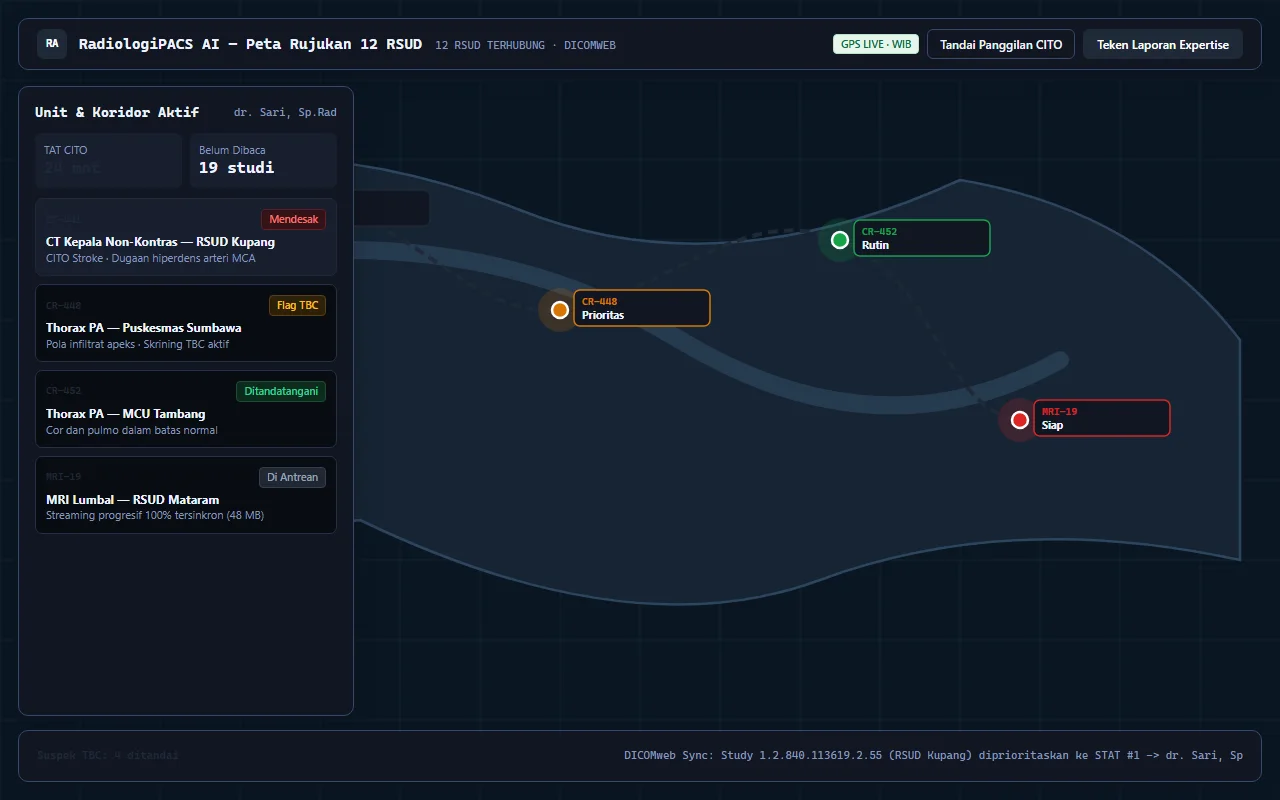 RA
RadiologiPACS AI — Peta Rujukan 12 RSUD
12 RSUD TERHUBUNG · DICOMWEB
GPS LIVE · WIB
Tandai Panggilan CITO
Teken Laporan Expertise
Unit & Koridor Aktif
dr. Sari, Sp.Rad
TAT CITO
Belum Dibaca
19 studi
Mendesak
CT Kepala Non-Kontras — RSUD Kupang
CITO Stroke · Dugaan hiperdens arteri MCA
CR-448
Flag TBC
Thorax PA — Puskesmas Sumbawa
Pola infiltrat apeks · Skrining TBC aktif
CR-452
Ditandatangani
Thorax PA — MCU Tambang
Cor dan pulmo dalam batas normal
MRI-19
Di Antrean
MRI Lumbal — RSUD Mataram
Streaming progresif 100% tersinkron (48 MB)
CR-452
Rutin
CR-448
Prioritas
MRI-19
Siap
Suspek TBC: 4 ditandai
DICOMweb Sync: Study 1.2.840.113619.2.55 (RSUD Kupang) diprioritaskan ke STAT #1 -> dr. Sari, Sp